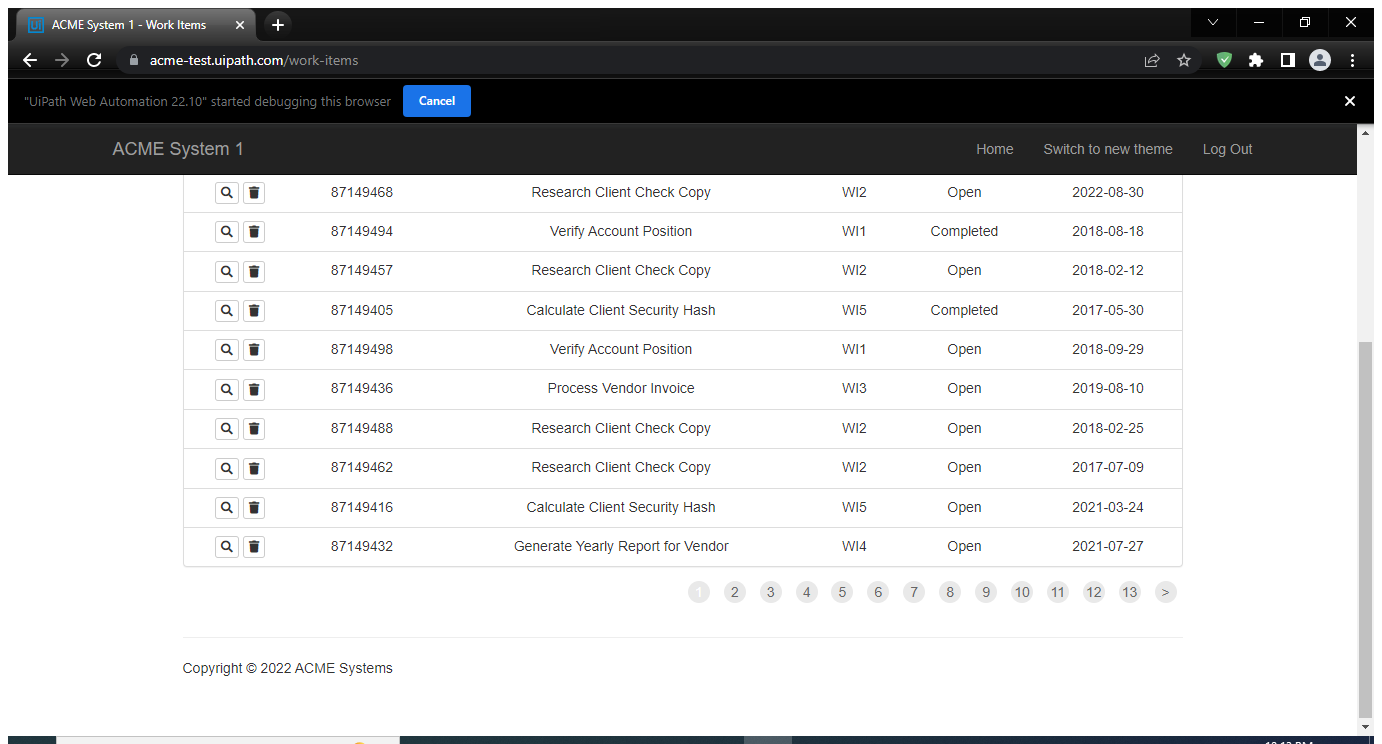 ACME System 1 - Work Items
acme-test.uipath.com/work-items
"UiPath Web Automation 22.10" started debugging this browser Cancel
ACME System 1 Home Switch to new theme Log Out
87149468 Research Client Check Copy WI2 Open 2022-08-30
87149494 Verify Account Position WI1 Completed 2018-08-18
87149457 Research Client Check Copy WI2 Open 2018-02-12
87149405 Calculate Client Security Hash WI5 Completed 2017-05-30
87149498 Verify Account Position WI1 Open 2018-09-29
87149436 Process Vendor Invoice WI3 Open 2019-08-10
87149488 Research Client Check Copy WI2 Open 2018-02-25
87149462 Research Client Check Copy WI2 Open 2017-07-09
87149416 Calculate Client Security Hash WI5 Open 2021-03-24
87149432 Generate Yearly Report for Vendor WI4 Open 2021-07-27
1 2 3 4 5 6 7 8 9 10 11 12 13 >
Copyright © 2022 ACME Systems